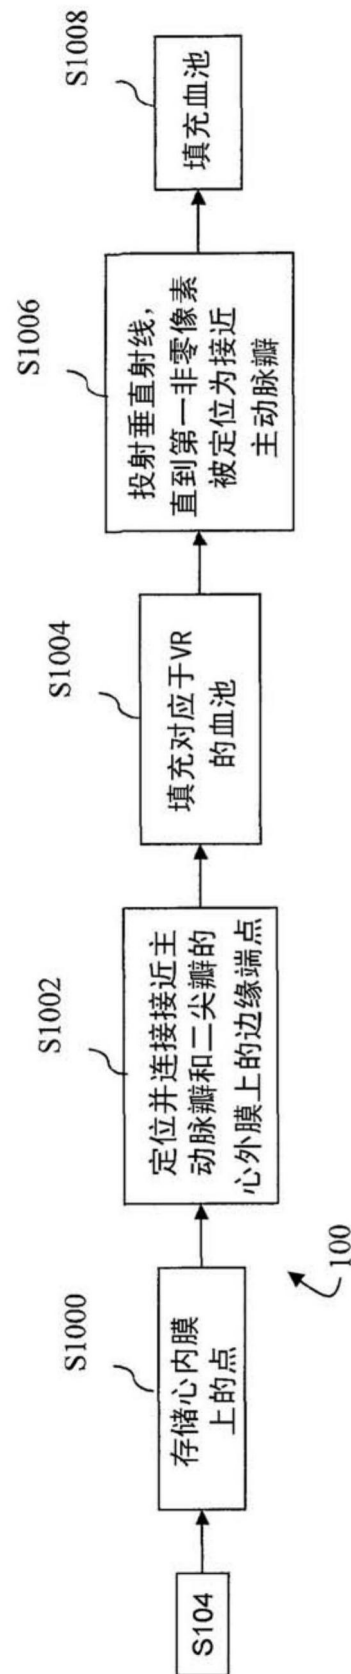 S104
S1000
存储心内膜
上的点
100
S1002
定位并连接接近主
动脉瓣和二尖瓣的
心外膜上的边缘端点
S1004
填充对应于VR
的血池
S1006
投射垂直射线，
直到第一非零像素
被定位为接近
主动脉瓣
S1008
填充血池